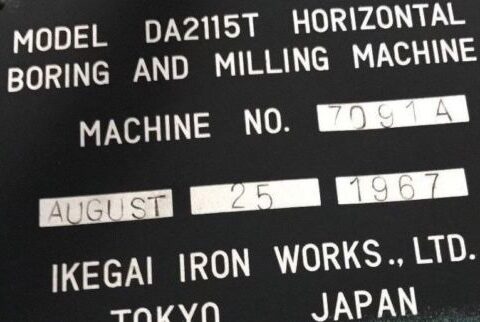 MODEL DA2115T HORIZONTAL
BORING AND MILLING MACHINE
MACHINE NO. 70914
AUGUST 25 1967
IKEGAI IRON WORKS., LTD.
TOKYO JAPAN